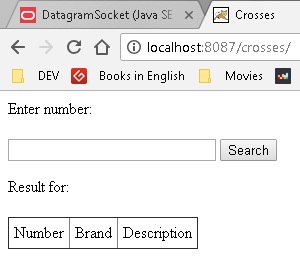 DatagramSocket (Java SE
Crosses
localhost:8087/crosses/
DEV
Books in English
Movies
Enter number:
Search
Result for:
Number Brand Description